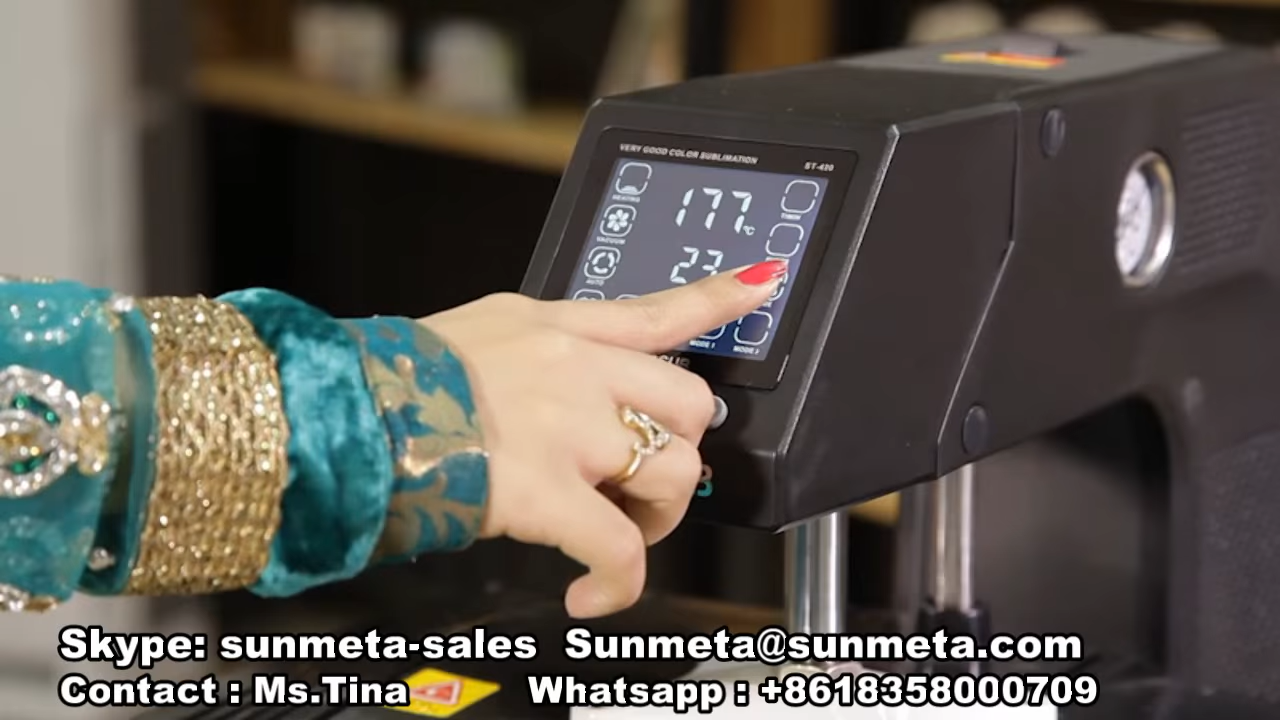 VERY GOOD COLOR SUBLIMATION
ST-420
HEATING
177
°C
TIMER
VACUUM
23
AUTO
MODE 1
MODE 2
Skype: sunmeta-sales Sunmeta@sunmeta.com
Contact : Ms.Tina Whatsapp : +8618358000709